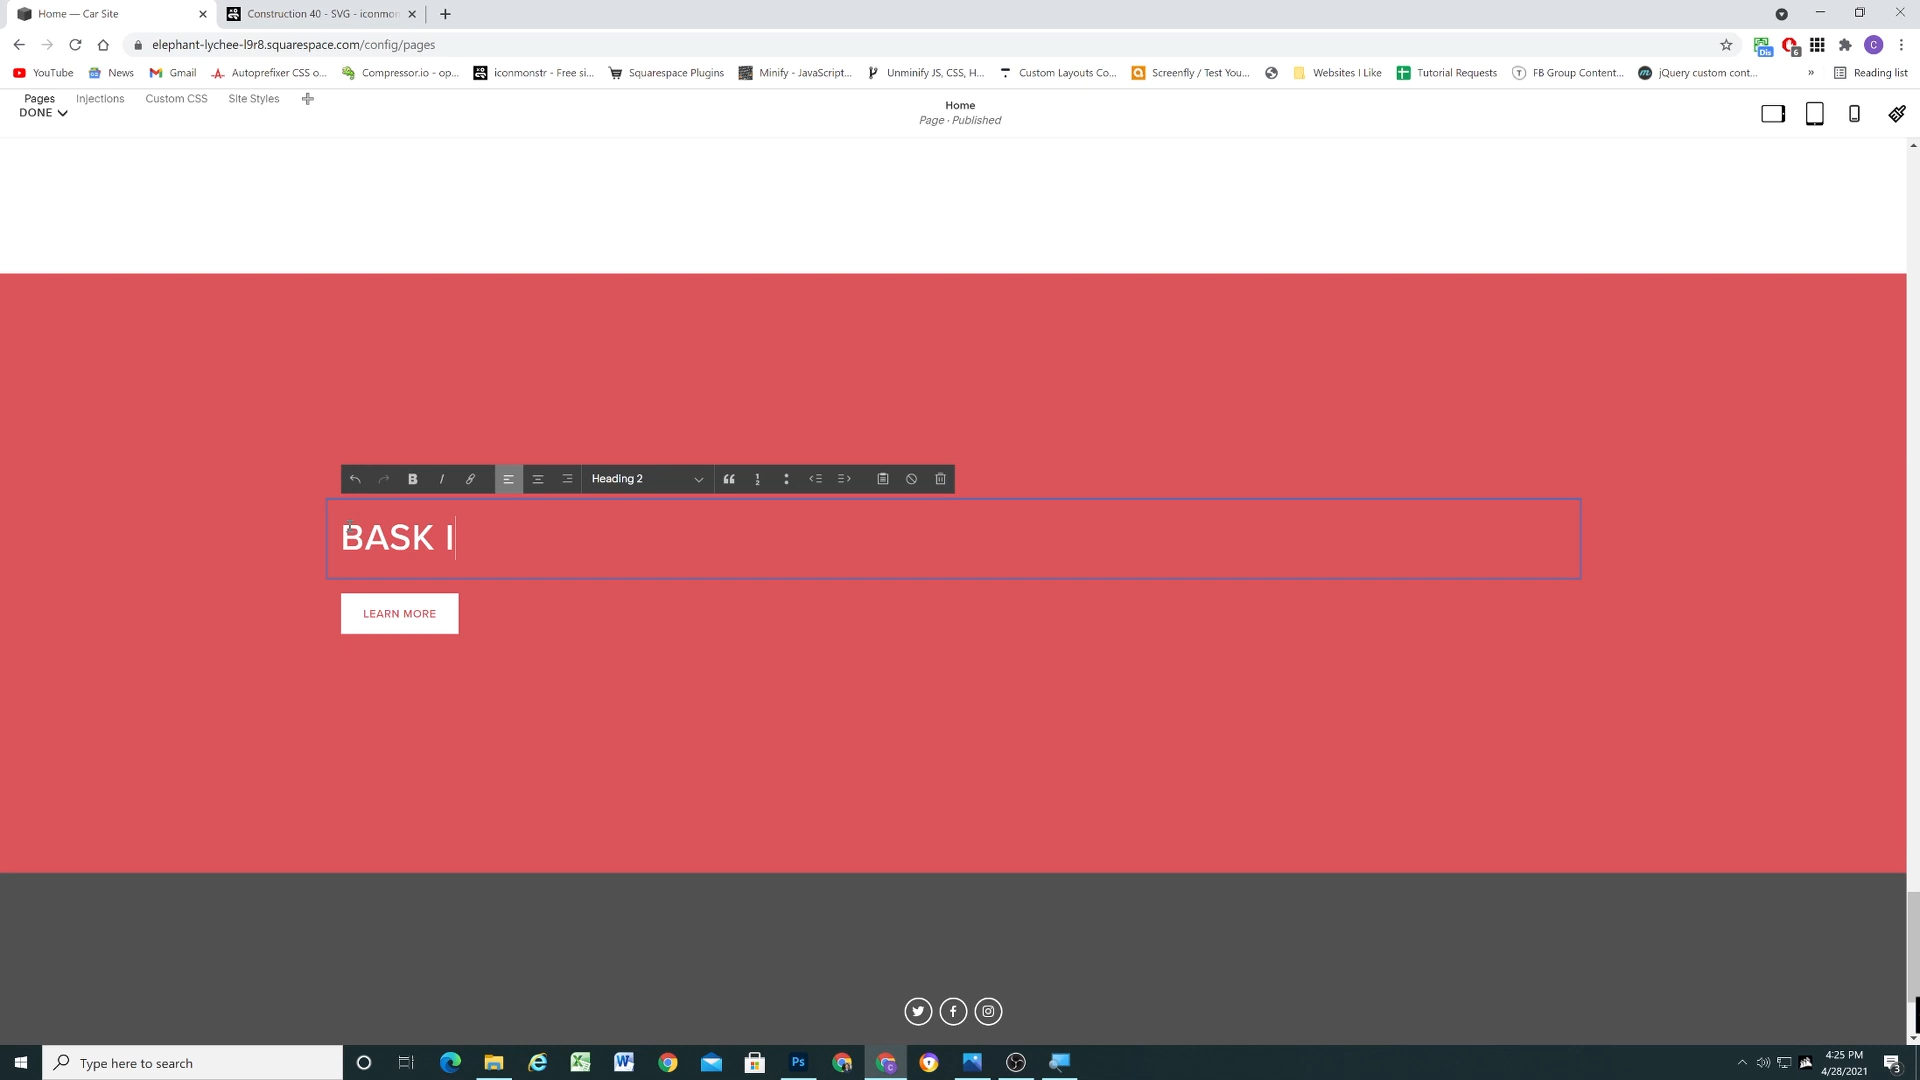 Home — Car Site
Construction 40 - SVG - iconmon
elephant-lychee-l9r8.squarespace.com/config/pages
Dis
6
C
YouTube
News
Gmail
Autoprefixer CSS o...
Compressor.io - op...
iconmonstr - Free si...
Squarespace Plugins
Minify - JavaScript...
Unminify JS, CSS, H...
Custom Layouts Co...
Screenfly / Test You...
Websites I Like
Tutorial Requests
FB Group Content...
jQuery custom cont...
»
Reading list
Pages
Injections
Custom CSS
Site Styles
DONE
Home
Page · Published
B
I
Heading 2
BASK I
LEARN MORE
Type here to search
4:25 PM
4/28/2021
3